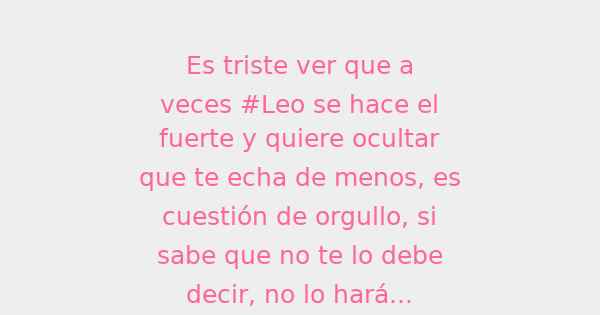 Es triste ver que a
veces #Leo se hace el
fuerte y quiere ocultar
que te echa de menos, es
cuestión de orgullo, si
sabe que no te lo debe
decir, no lo hará...